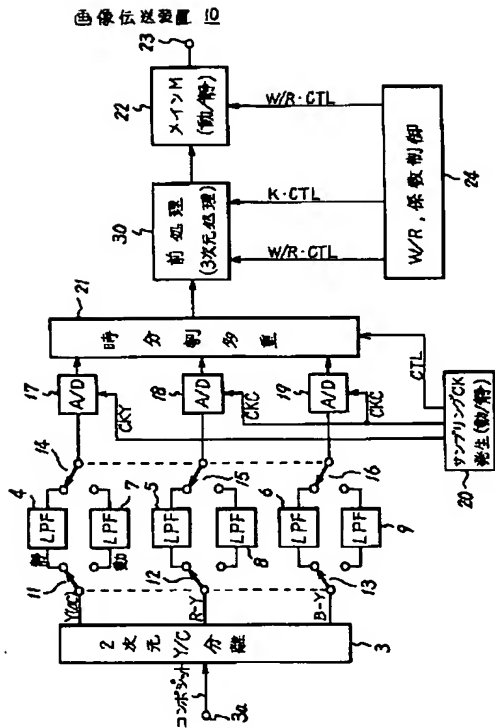 画像伝送装置 10
コンポジット
3a
2次元Y/C分離
3
Y(DC)
R-Y
B-Y
静
動
11
12
13
LPF
4
LPF
7
LPF
5
LPF
8
LPF
6
LPF
9
14
15
16
A/D
17
A/D
18
A/D
19
CKY
CKC
CKC
CTL
サンプリングCK
発生(動/静)
20
時分割多重
21
前処理
(3次元処理)
30
メインM
(動/静)
22
23
W/R・CTL
K・CTL
W/R・CTL
W/R,係数制御
24